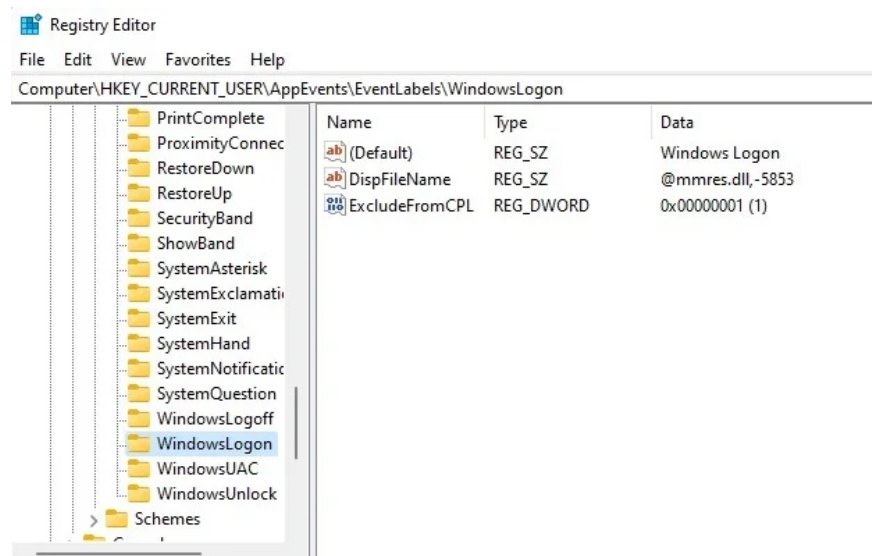 Registry Editor
File Edit View Favorites Help
Computer\HKEY_CURRENT_USER\AppEvents\EventLabels\WindowsLogon
PrintComplete
ProximityConnec
RestoreDown
RestoreUp
SecurityBand
ShowBand
SystemAsterisk
SystemExclamati
SystemExit
SystemHand
SystemNotificatic
SystemQuestion
WindowsLogoff
WindowsLogon
WindowsUAC
WindowsUnlock
Schemes
Name Type Data
(Default) REG_SZ Windows Logon
DispFileName REG_SZ @mmres.dll,-5853
ExcludeFromCPL REG_DWORD 0x00000001 (1)